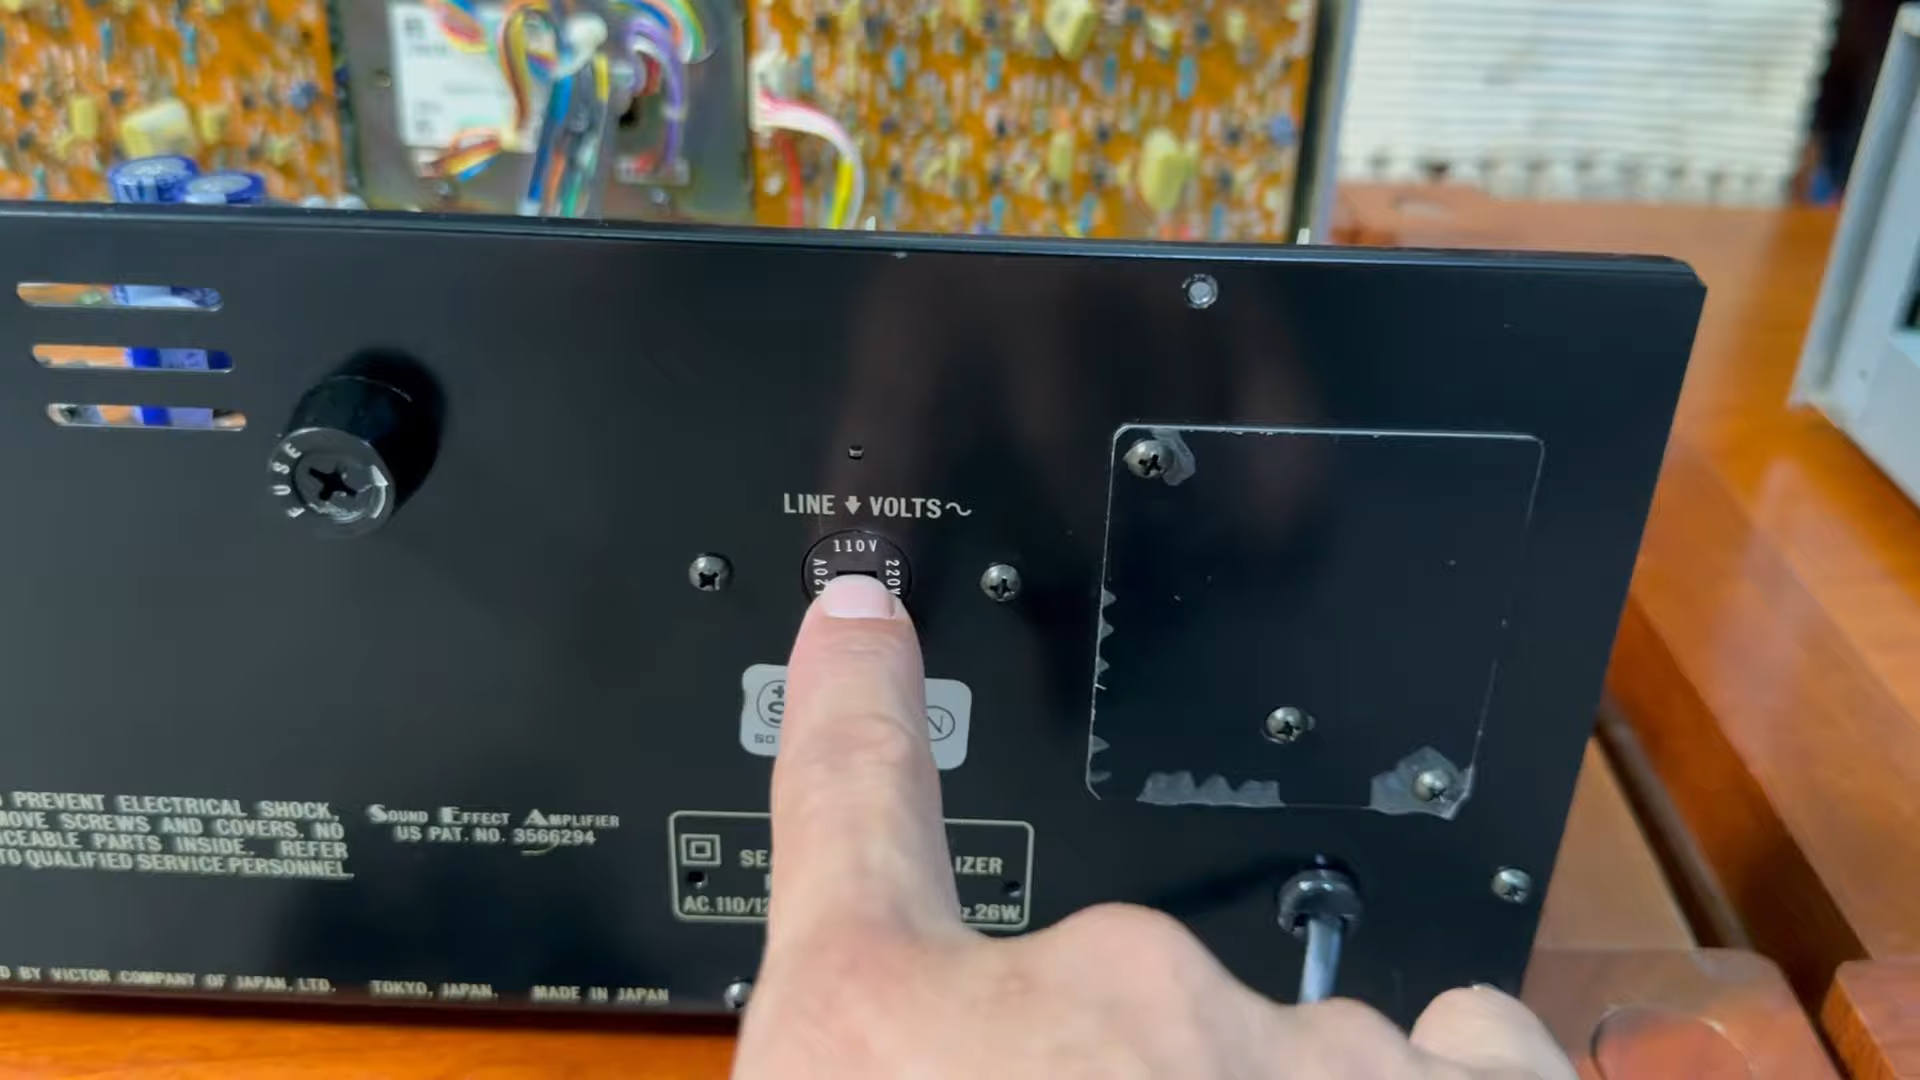 FUSE
LINE VOLTS~
110V
120V
220V
S
N
PREVENT ELECTRICAL SHOCK,
MOVE SCREWS AND COVERS. NO
CEABLE PARTS INSIDE. REFER
TO QUALIFIED SERVICE PERSONNEL.
SOUND EFFECT AMPLIFIER
US PAT. NO. 3566294
SE IZER
AC.110/12 z.26W
D BY VICTOR COMPANY OF JAPAN, LTD. TOKYO, JAPAN. MADE IN JAPAN